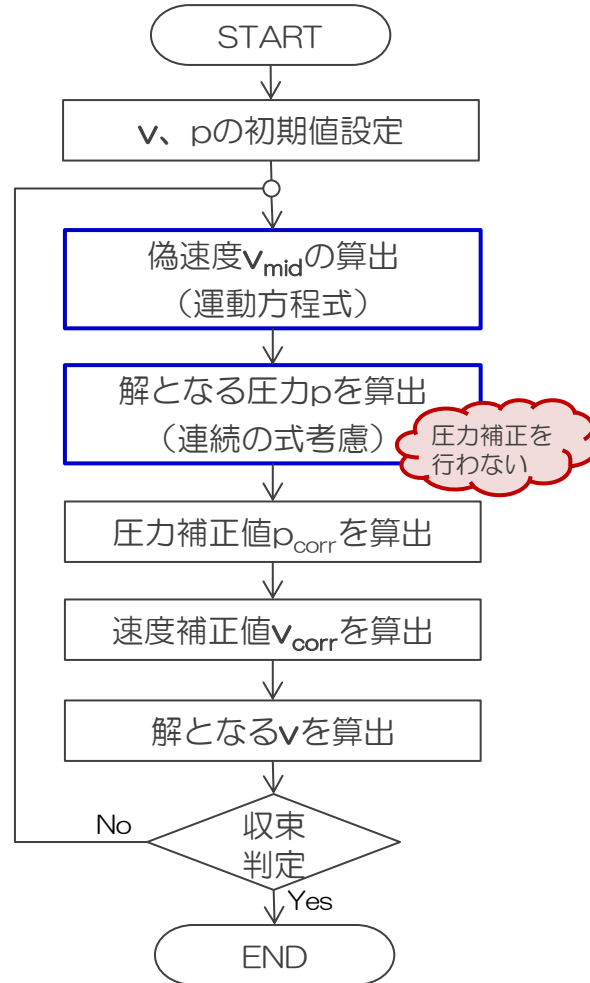 START
v、pの初期値設定
偽速度vmidの算出
（運動方程式）
解となる圧力pを算出
（連続の式考慮）
圧力補正を
行わない
圧力補正値pcorrを算出
速度補正値vcorrを算出
解となるvを算出
No
収束
判定
Yes
END